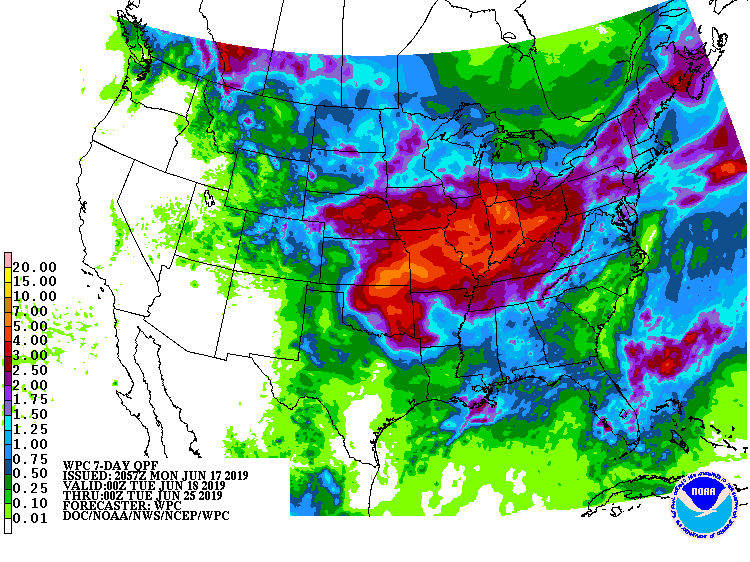 20.00
15.00
10.00
7.00
5.00
4.00
3.00
2.50
2.00
1.75
1.50
1.25
1.00
0.75
0.50
0.25
0.10
0.01
WPC 7-DAY QPF
ISSUED: 2057Z MON JUN 17 2019
VALID:00Z TUE JUN 18 2019
THRU:00Z TUE JUN 25 2019
FORECASTER: WPC
DOC/NOAA/NWS/NCEP/WPC
NOAA